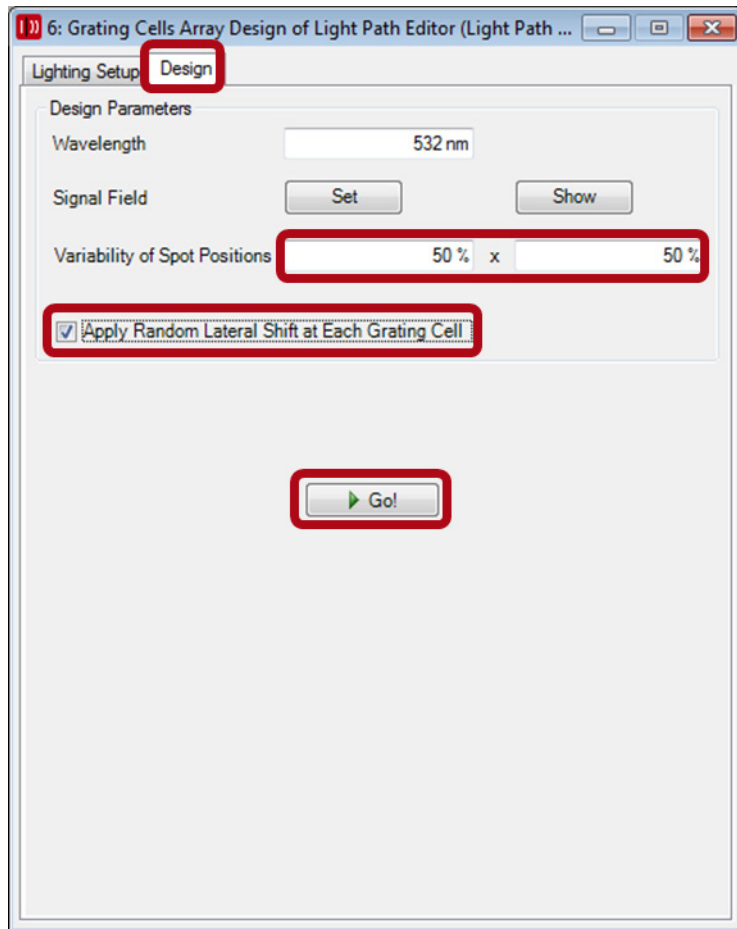 6: Grating Cells Array Design of Light Path Editor (Light Path ...
Lighting Setup Design
Design Parameters
Wavelength 532 nm
Signal Field Set Show
Variability of Spot Positions 50 % x 50 %
Apply Random Lateral Shift at Each Grating Cell
Go!